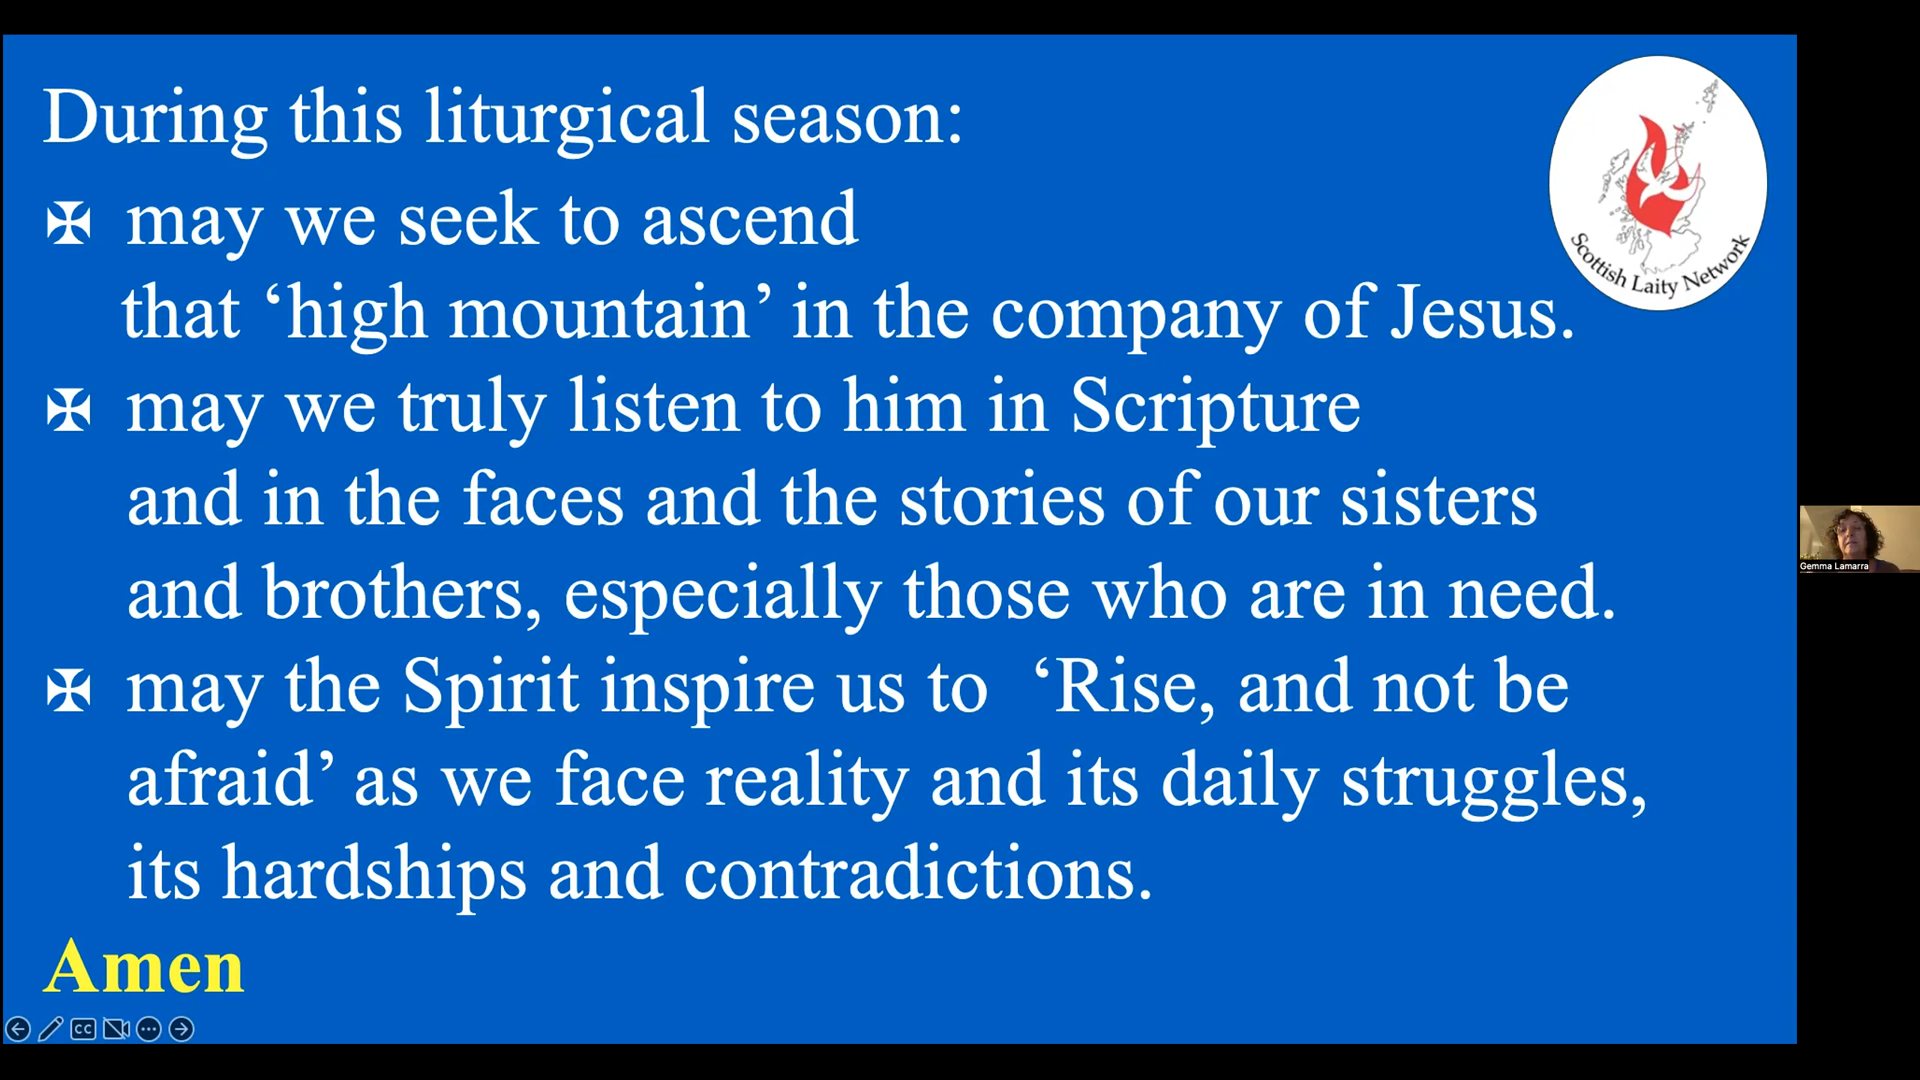 During this liturgical season:
✠ may we seek to ascend
that ‘high mountain’ in the company of Jesus.
✠ may we truly listen to him in Scripture
and in the faces and the stories of our sisters
and brothers, especially those who are in need.
✠ may the Spirit inspire us to ‘Rise, and not be
afraid’ as we face reality and its daily struggles,
its hardships and contradictions.
Amen
Scottish Laity Network
Gemma Lamarra
CC